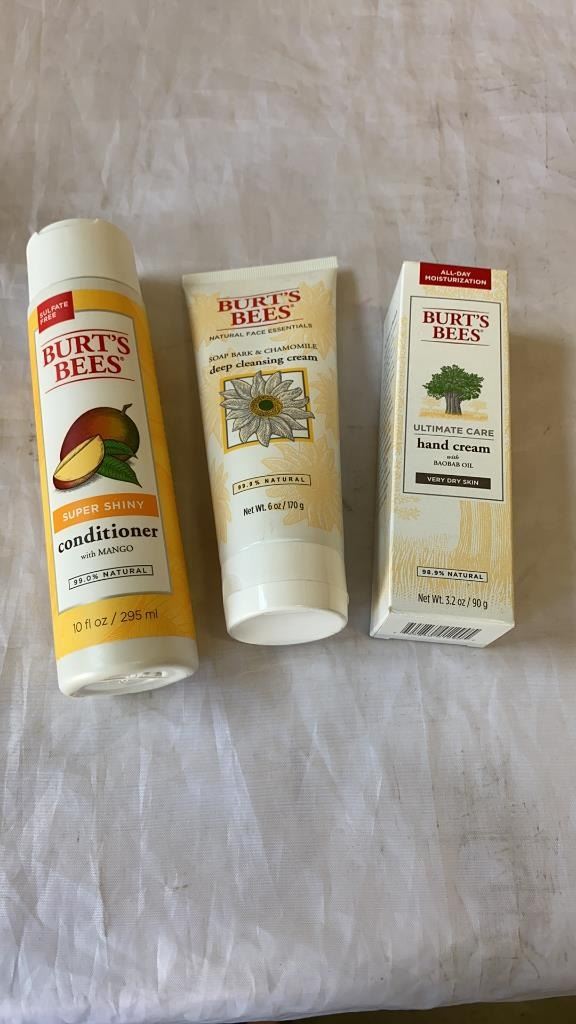 SULFATE
FREE
BURT'S
BEES
SUPER SHINY
conditioner
with MANGO
99.0% NATURAL
10 fl oz / 295 ml
BURT'S
BEES
NATURAL FACE ESSENTIALS
SOAP BARK & CHAMOMILE
deep cleansing cream
99.9% NATURAL
Net Wt. 6 oz / 170 g
ALL-DAY
MOISTURIZATION
BURT'S
BEES
ULTIMATE CARE
hand cream
with
BAOBAB OIL
VERY DRY SKIN
98.9% NATURAL
Net Wt. 3.2 oz / 90 g